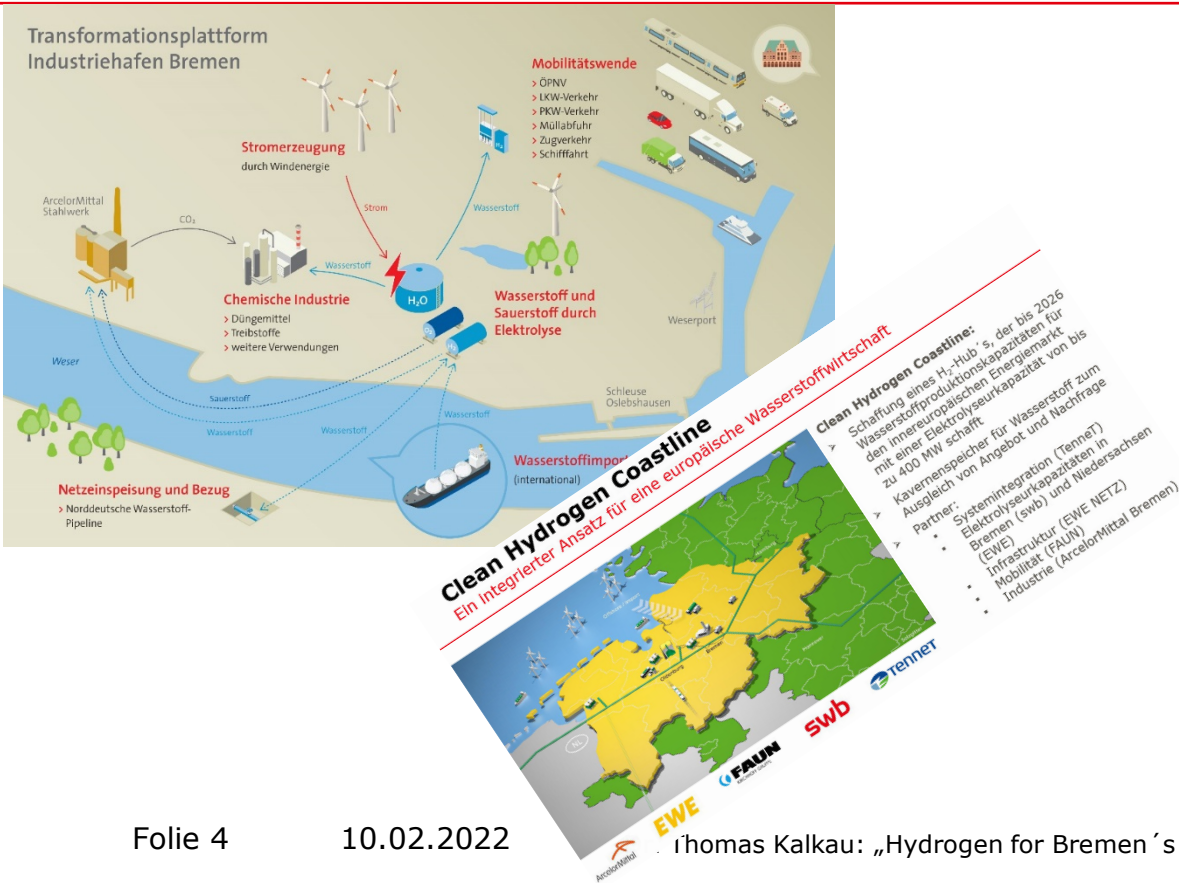 Transformationsplattform
Industriehafen Bremen
Mobilitätswende
> ÖPNV
> LKW-Verkehr
> PKW-Verkehr
> Müllabfuhr
> Zugverkehr
> Schifffahrt
Stromerzeugung
durch Windenergie
ArcelorMittal
Stahlwerk
CO₂
Strom
Wasserstoff
Wasserstoff
H₂O
Chemische Industrie
> Düngemittel
> Treibstoffe
> weitere Verwendungen
Wasserstoff und
Sauerstoff durch
Elektrolyse
Weserport
Weser
Sauerstoff
Wasserstoff
Wasserstoff
Wasserstoff
Schleuse
Oslebshausen
Netzeinspeisung und Bezug
> Norddeutsche Wasserstoff-
Pipeline
Wasserstoffimport
(international)
Clean Hydrogen Coastline
Ein Integrierter Ansatz für eine europäische Wasserstoffwirtschaft
Clean Hydrogen Coastline:
Schaffung eines H₂-Hub´s, der bis 2026
Wasserstoffproduktionskapazitäten für
den innereuropäischen Energiemarkt
mit einer Elektrolyseurkapazität von bis
zu 400 MW schafft
Kavernenspeicher für Wasserstoff zum
Ausgleich von Angebot und Nachfrage
Partner:
Systemintegration (TenneT)
Elektrolyseurkapazitäten in
Bremen (swb) und Niedersachsen
(EWE)
Infrastruktur (EWE NETZ)
Mobilität (FAUN)
Industrie (ArcelorMittal Bremen)
Oldenburg
Bremen
NL
ArcelorMittal
EWE
FAUN
KIRCHHOFF GRUPPE
swb
TenneT
Folie 4 10.02.2022 Thomas Kalkau: „Hydrogen for Bremen´s